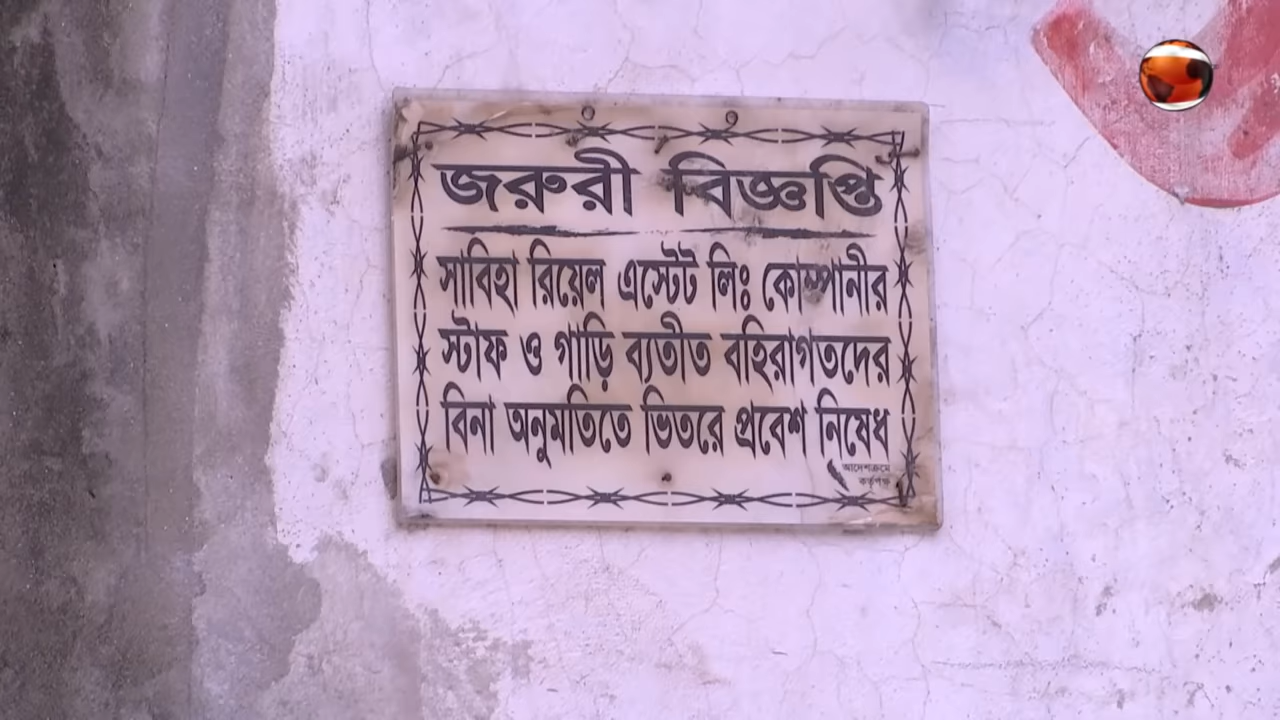 জরুরী বিজ্ঞপ্তি
সাবিহা রিয়েল এস্টেট লিঃ কোম্পানীর
স্টাফ ও গাড়ি ব্যতীত বহিরাগতদের
বিনা অনুমতিতে ভিতরে প্রবেশ নিষেধ
আদেশক্রমে
কর্তৃপক্ষ